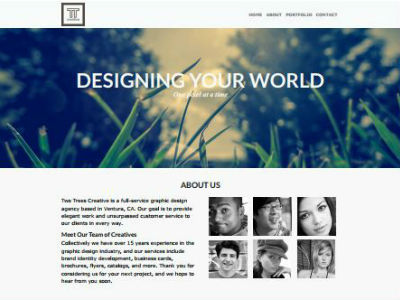 HOME ABOUT PORTFOLIO CONTACT
DESIGNING YOUR WORLD
One pixel at a time
ABOUT US
Two Trees Creative is a full-service graphic design
agency based in Ventura, CA. Our goal is to provide
elegant work and unsurpassed customer service to
our clients in every way.
Meet Our Team of Creatives
Collectively we have over 15 years experience in the
graphic design industry, and our services include
brand identity development, business cards,
brochures, flyers, catalogs, and more. Thank you for
considering us for your next project, and we hope to
hear from you soon.